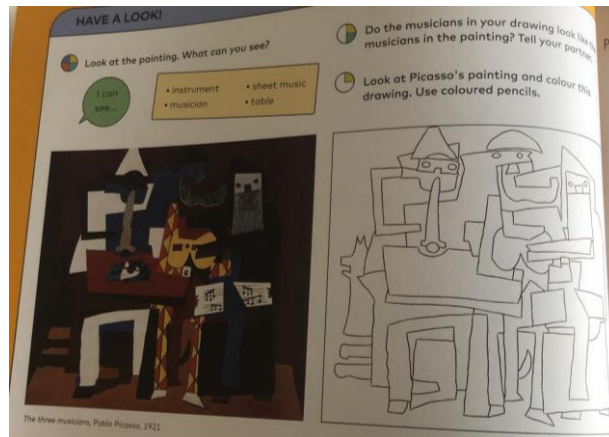 HAVE A LOOK!
Look at the painting. What can you see?
I can
see...
• instrument
• musician
• sheet music
• table
The three musicians, Pablo Picasso, 1921
Do the musicians in your drawing look like the
musicians in the painting? Tell your partner.
Look at Picasso's painting and colour this
drawing. Use coloured pencils.
P